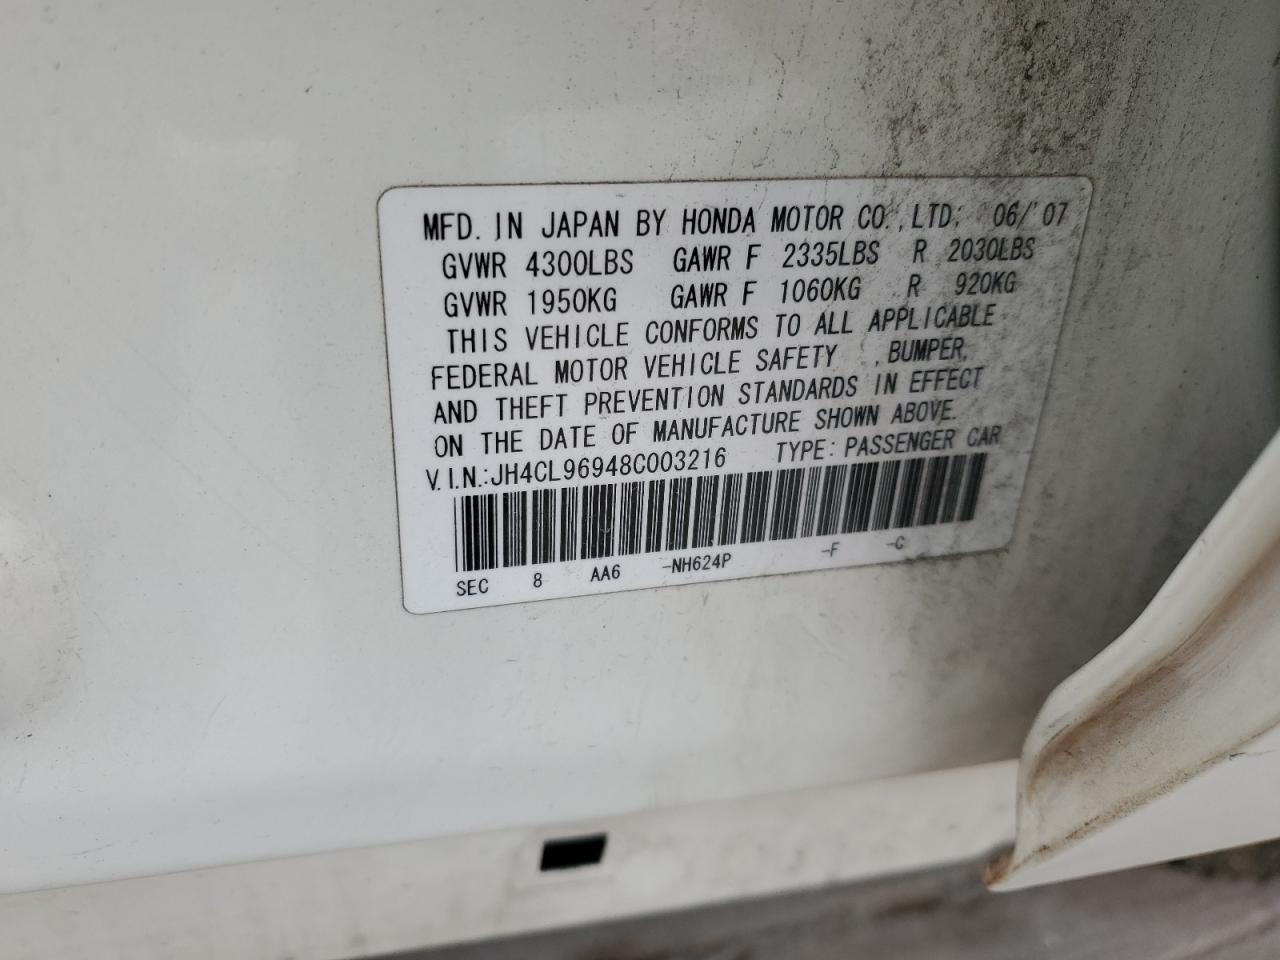 MFD. IN JAPAN BY HONDA MOTOR CO.,LTD. 06/'07
GVWR 4300LBS GAWR F 2335LBS R 2030LBS
GVWR 1950KG GAWR F 1060KG R 920KG
THIS VEHICLE CONFORMS TO ALL APPLICABLE
FEDERAL MOTOR VEHICLE SAFETY , BUMPER,
AND THEFT PREVENTION STANDARDS IN EFFECT
ON THE DATE OF MANUFACTURE SHOWN ABOVE.
V.I.N.:JH4CL96948C003216 TYPE: PASSENGER CAR
SEC 8 AA6 -NH624P -F -C